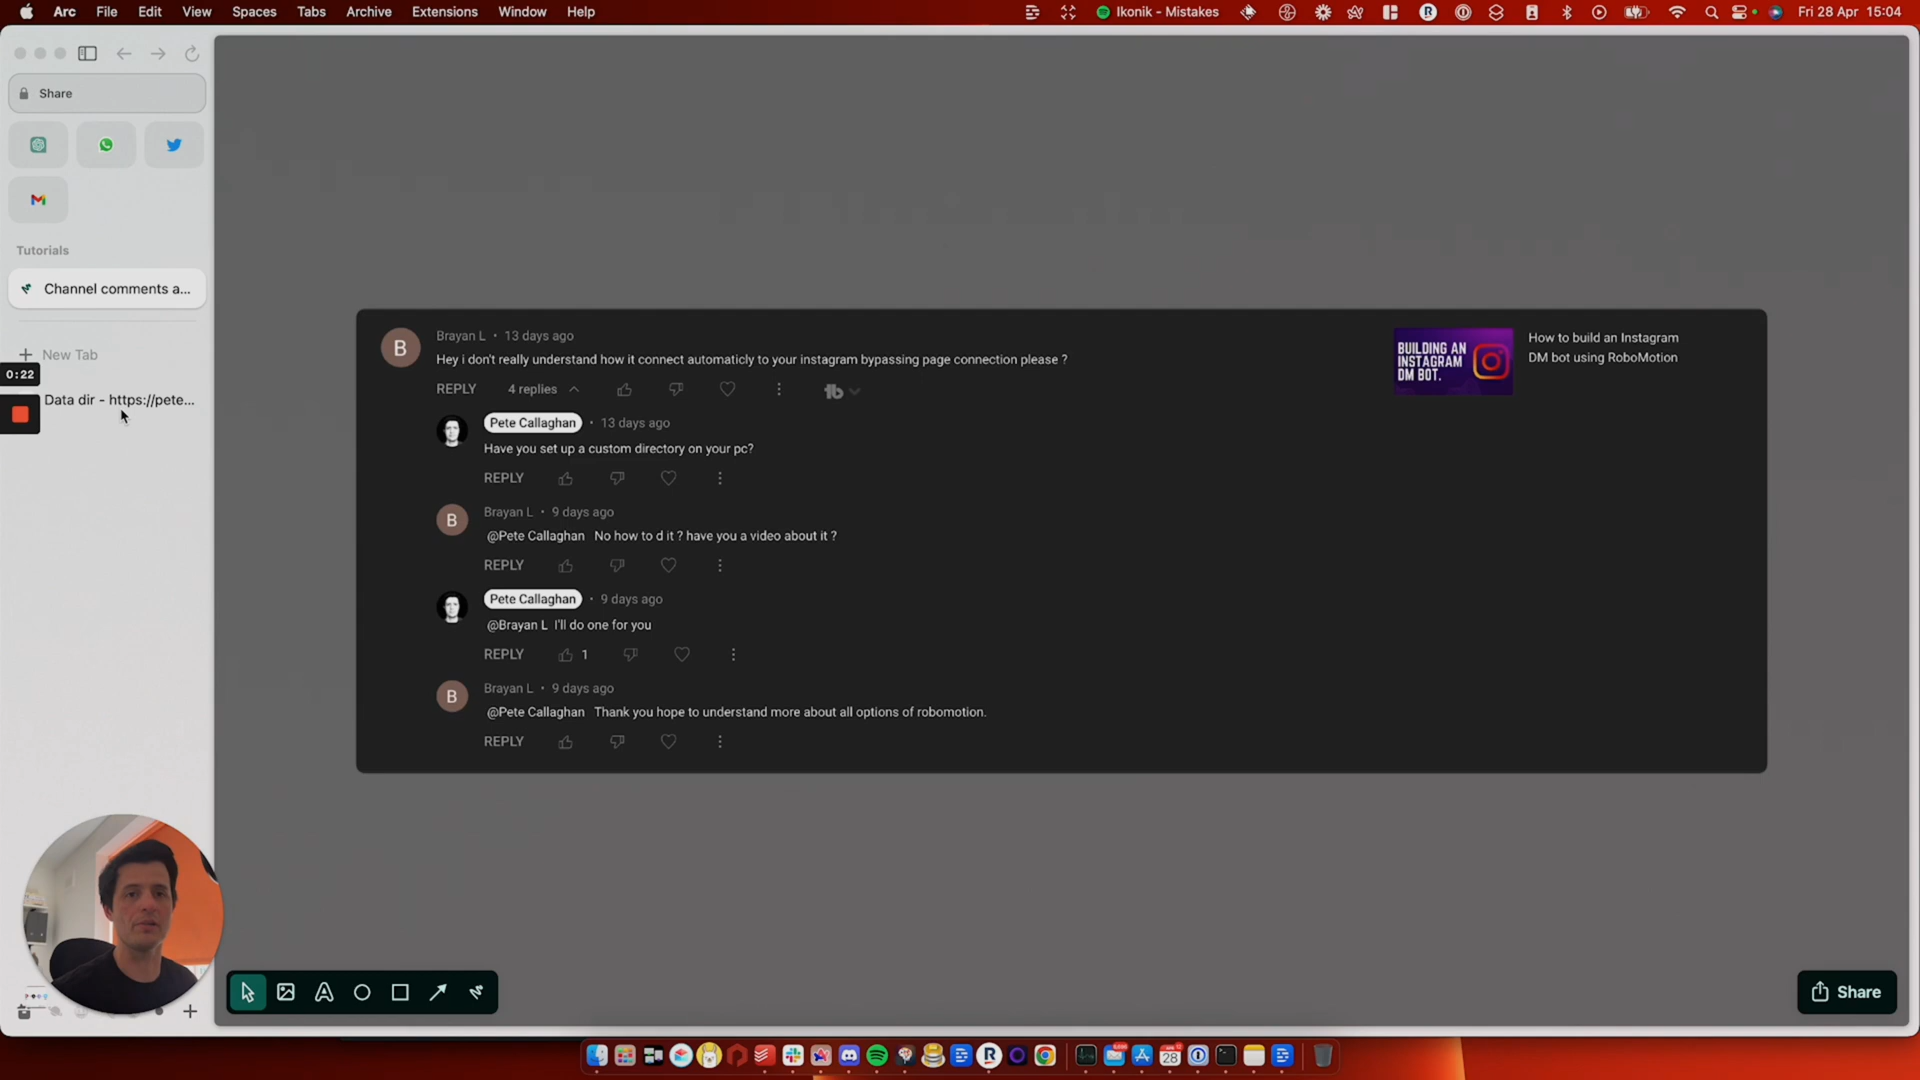 Arc File Edit View Spaces Tabs Archive Extensions Window Help Ikonik - Mistakes Fri 28 Apr 15:04
Share
Tutorials
Channel comments a...
New Tab
0:22
Data dir - https://pete...
B
Brayan L • 13 days ago
Hey i don't really understand how it connect automaticly to your instagram bypassing page connection please ?
REPLY 4 replies
BUILDING AN
INSTAGRAM
DM BOT.
How to build an Instagram
DM bot using RoboMotion
Pete Callaghan • 13 days ago
Have you set up a custom directory on your pc?
REPLY
B
Brayan L • 9 days ago
@Pete Callaghan No how to d it ? have you a video about it ?
REPLY
Pete Callaghan • 9 days ago
@Brayan L I'll do one for you
REPLY 1
B
Brayan L • 9 days ago
@Pete Callaghan Thank you hope to understand more about all options of robomotion.
REPLY
Share
28